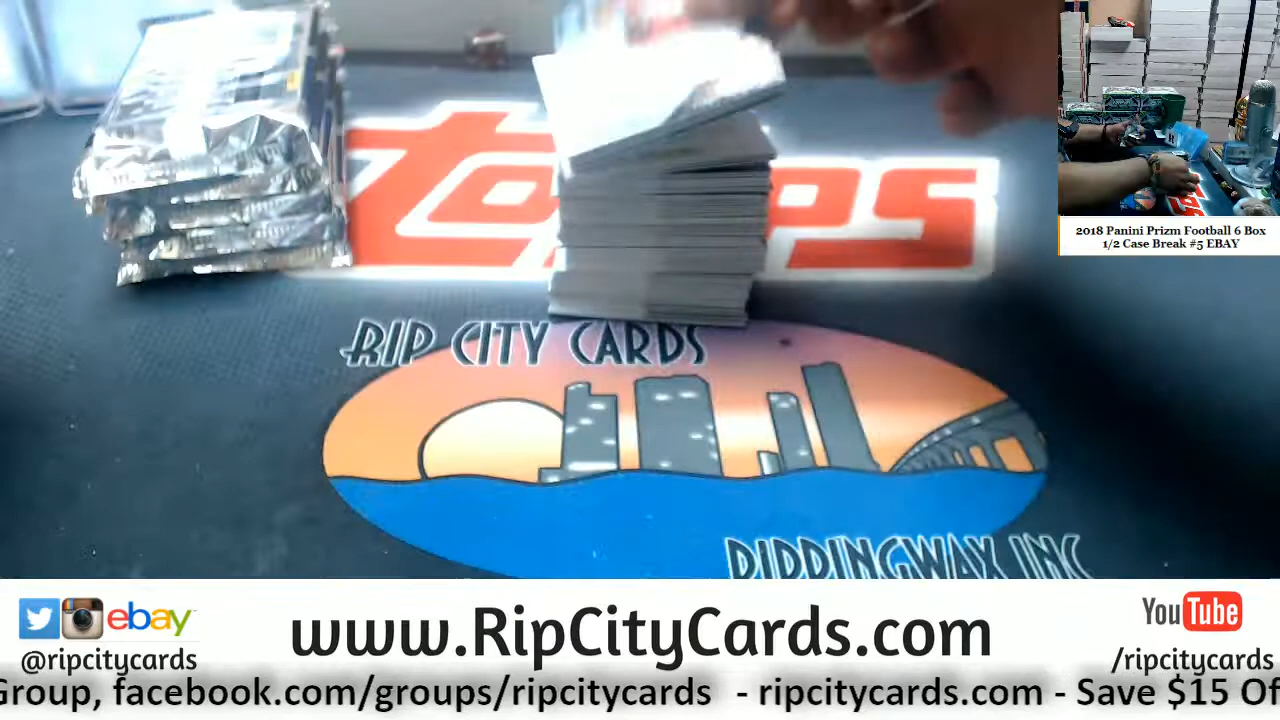 Topps
RIP CITY CARDS
RIPPINGWAX INC
2018 Panini Prizm Football 6 Box
1/2 Case Break #5 EBAY
ebay
@ripcitycards
www.RipCityCards.com
YouTube
/ripcitycards
Group, facebook.com/groups/ripcitycards - ripcitycards.com - Save $15 Of